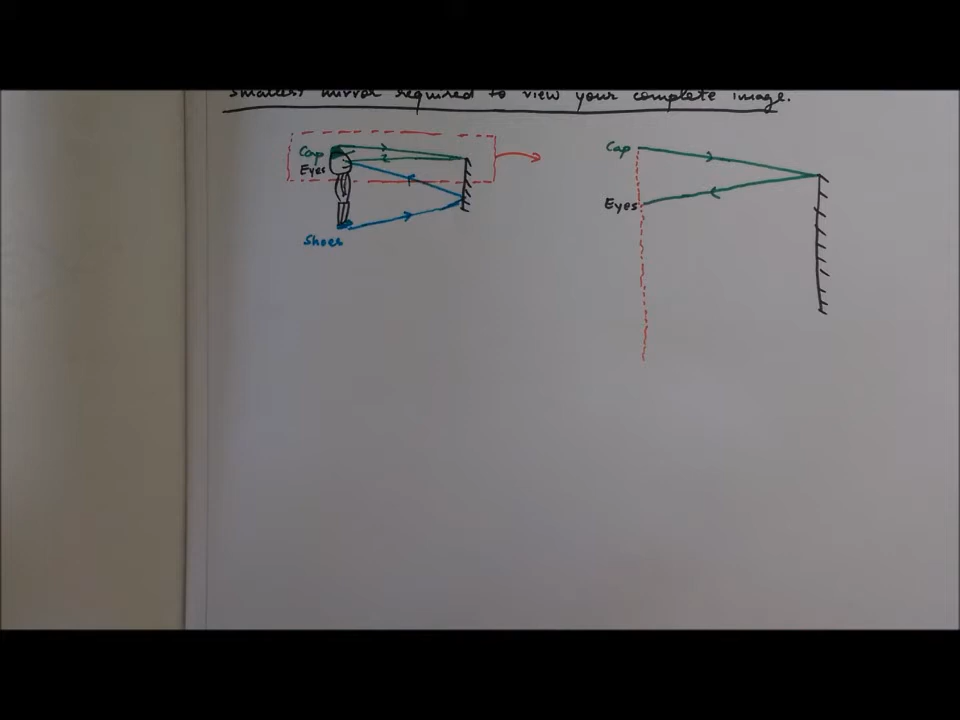 smallest mirror required to view your complete image.
Cap
Eyes
Shoes
Cap
Eyes